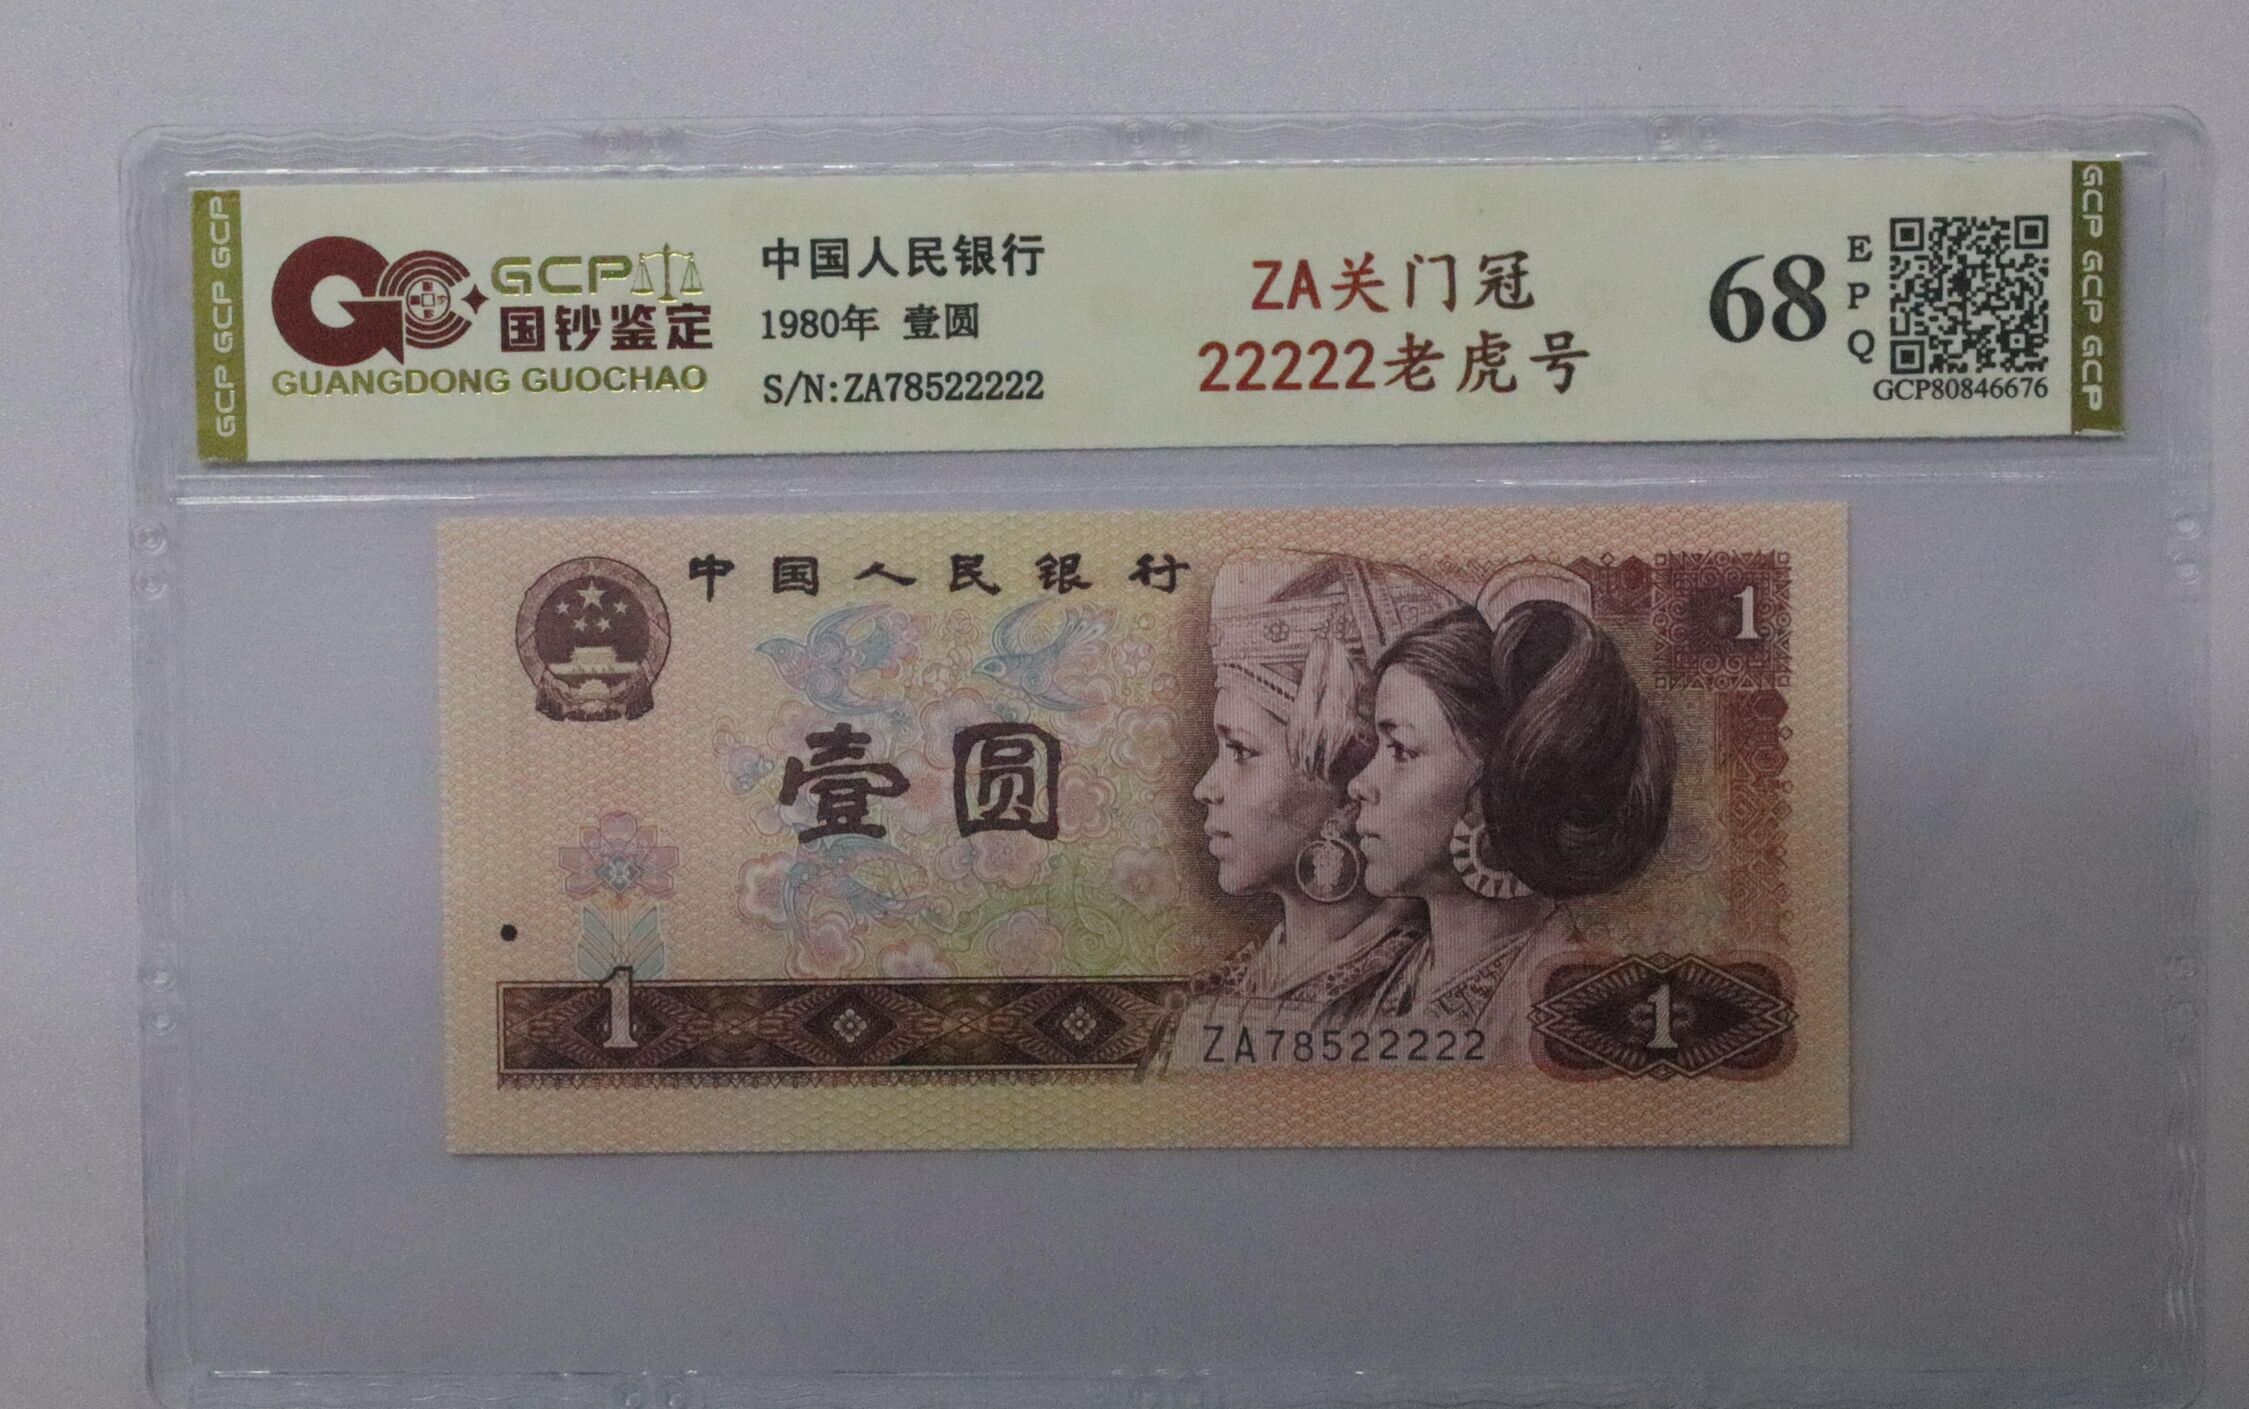 GCP GCP GCP
GCP
国钞鉴定
GUANGDONG GUOCHAO
中国人民银行
1980年 壹圆
S/N:ZA78522222
ZA关门冠
22222老虎号
68
EPQ
GCP80846676
GCP GCP GCP
中国人民银行
1
壹圆
1
ZA78522222
1